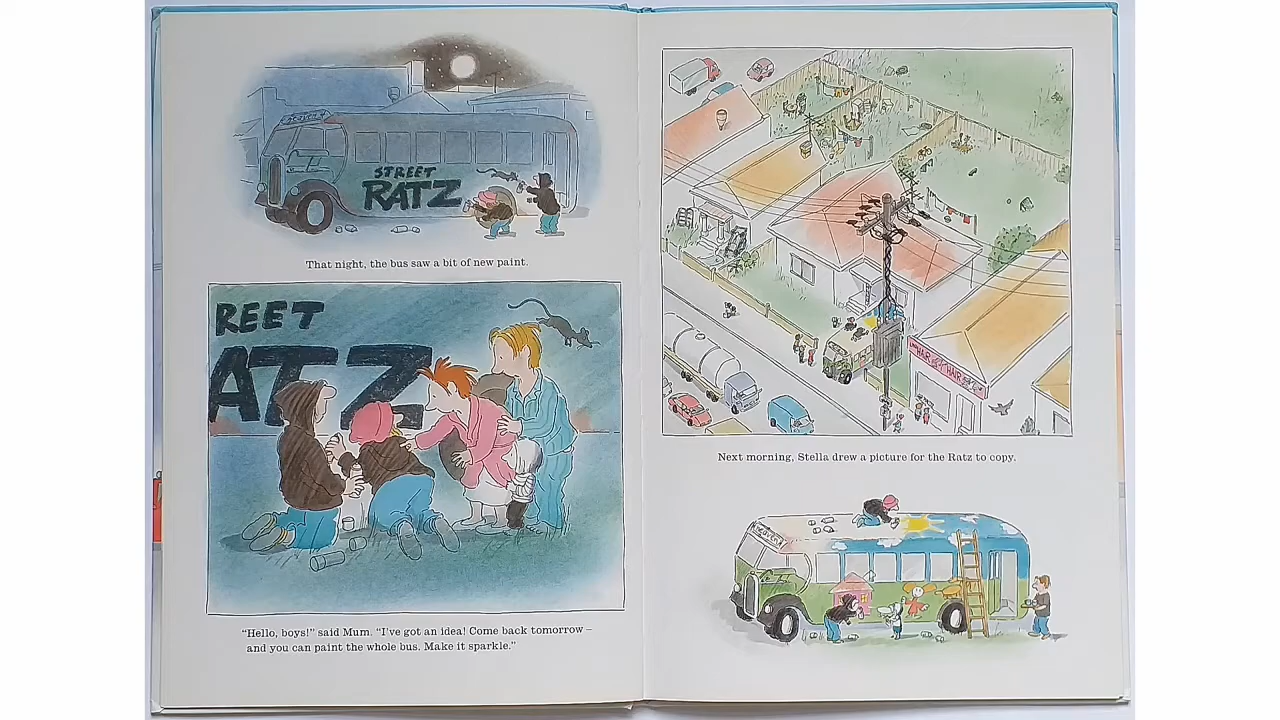 STREET
RATZ
That night, the bus saw a bit of new paint.
REET
ATZ
"Hello, boys!" said Mum. "I've got an idea! Come back tomorrow –
and you can paint the whole bus. Make it sparkle."
HAIR HAIR
Next morning, Stella drew a picture for the Ratz to copy.